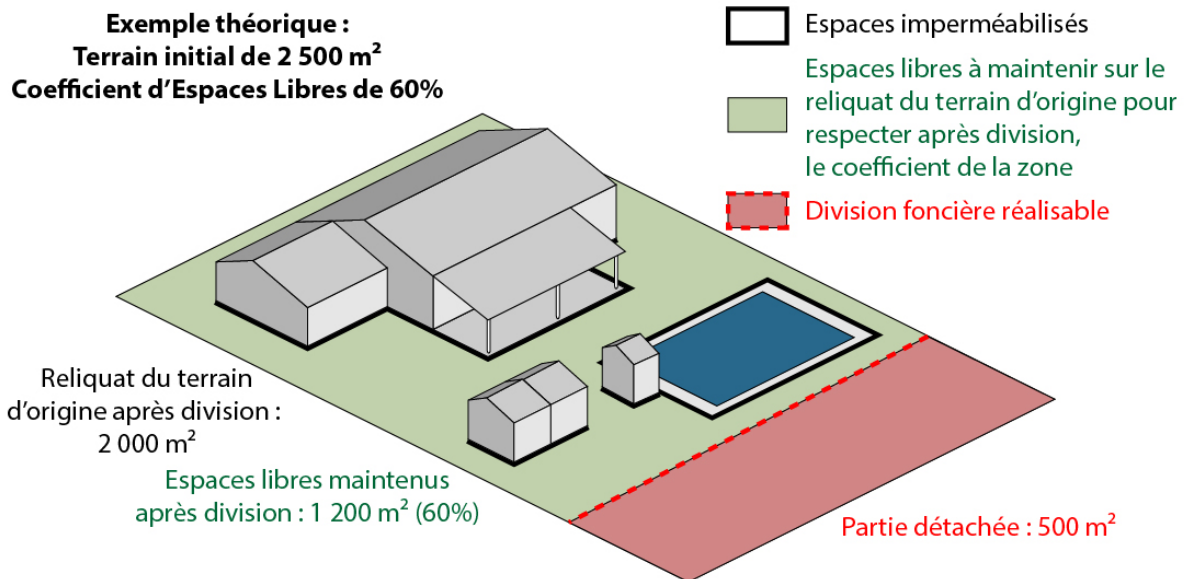 Exemple théorique :
Terrain initial de 2 500 m²
Coefficient d'Espaces Libres de 60%
Espaces imperméabilisés
Espaces libres à maintenir sur le
reliquat du terrain d'origine pour
respecter après division,
le coefficient de la zone
Division foncière réalisable
Reliquat du terrain
d'origine après division :
2 000 m²
Espaces libres maintenus
après division : 1 200 m² (60%)
Partie détachée : 500 m²